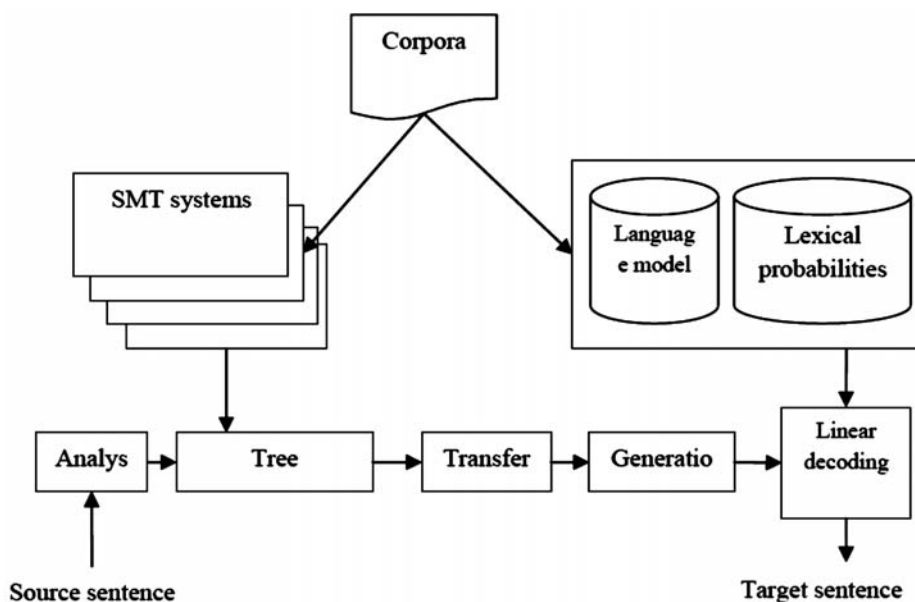 Corpora
SMT systems
Languag
e model
Lexical
probabilities
Analys
Tree
Transfer
Generatio
Linear
decoding
Source sentence
Target sentence